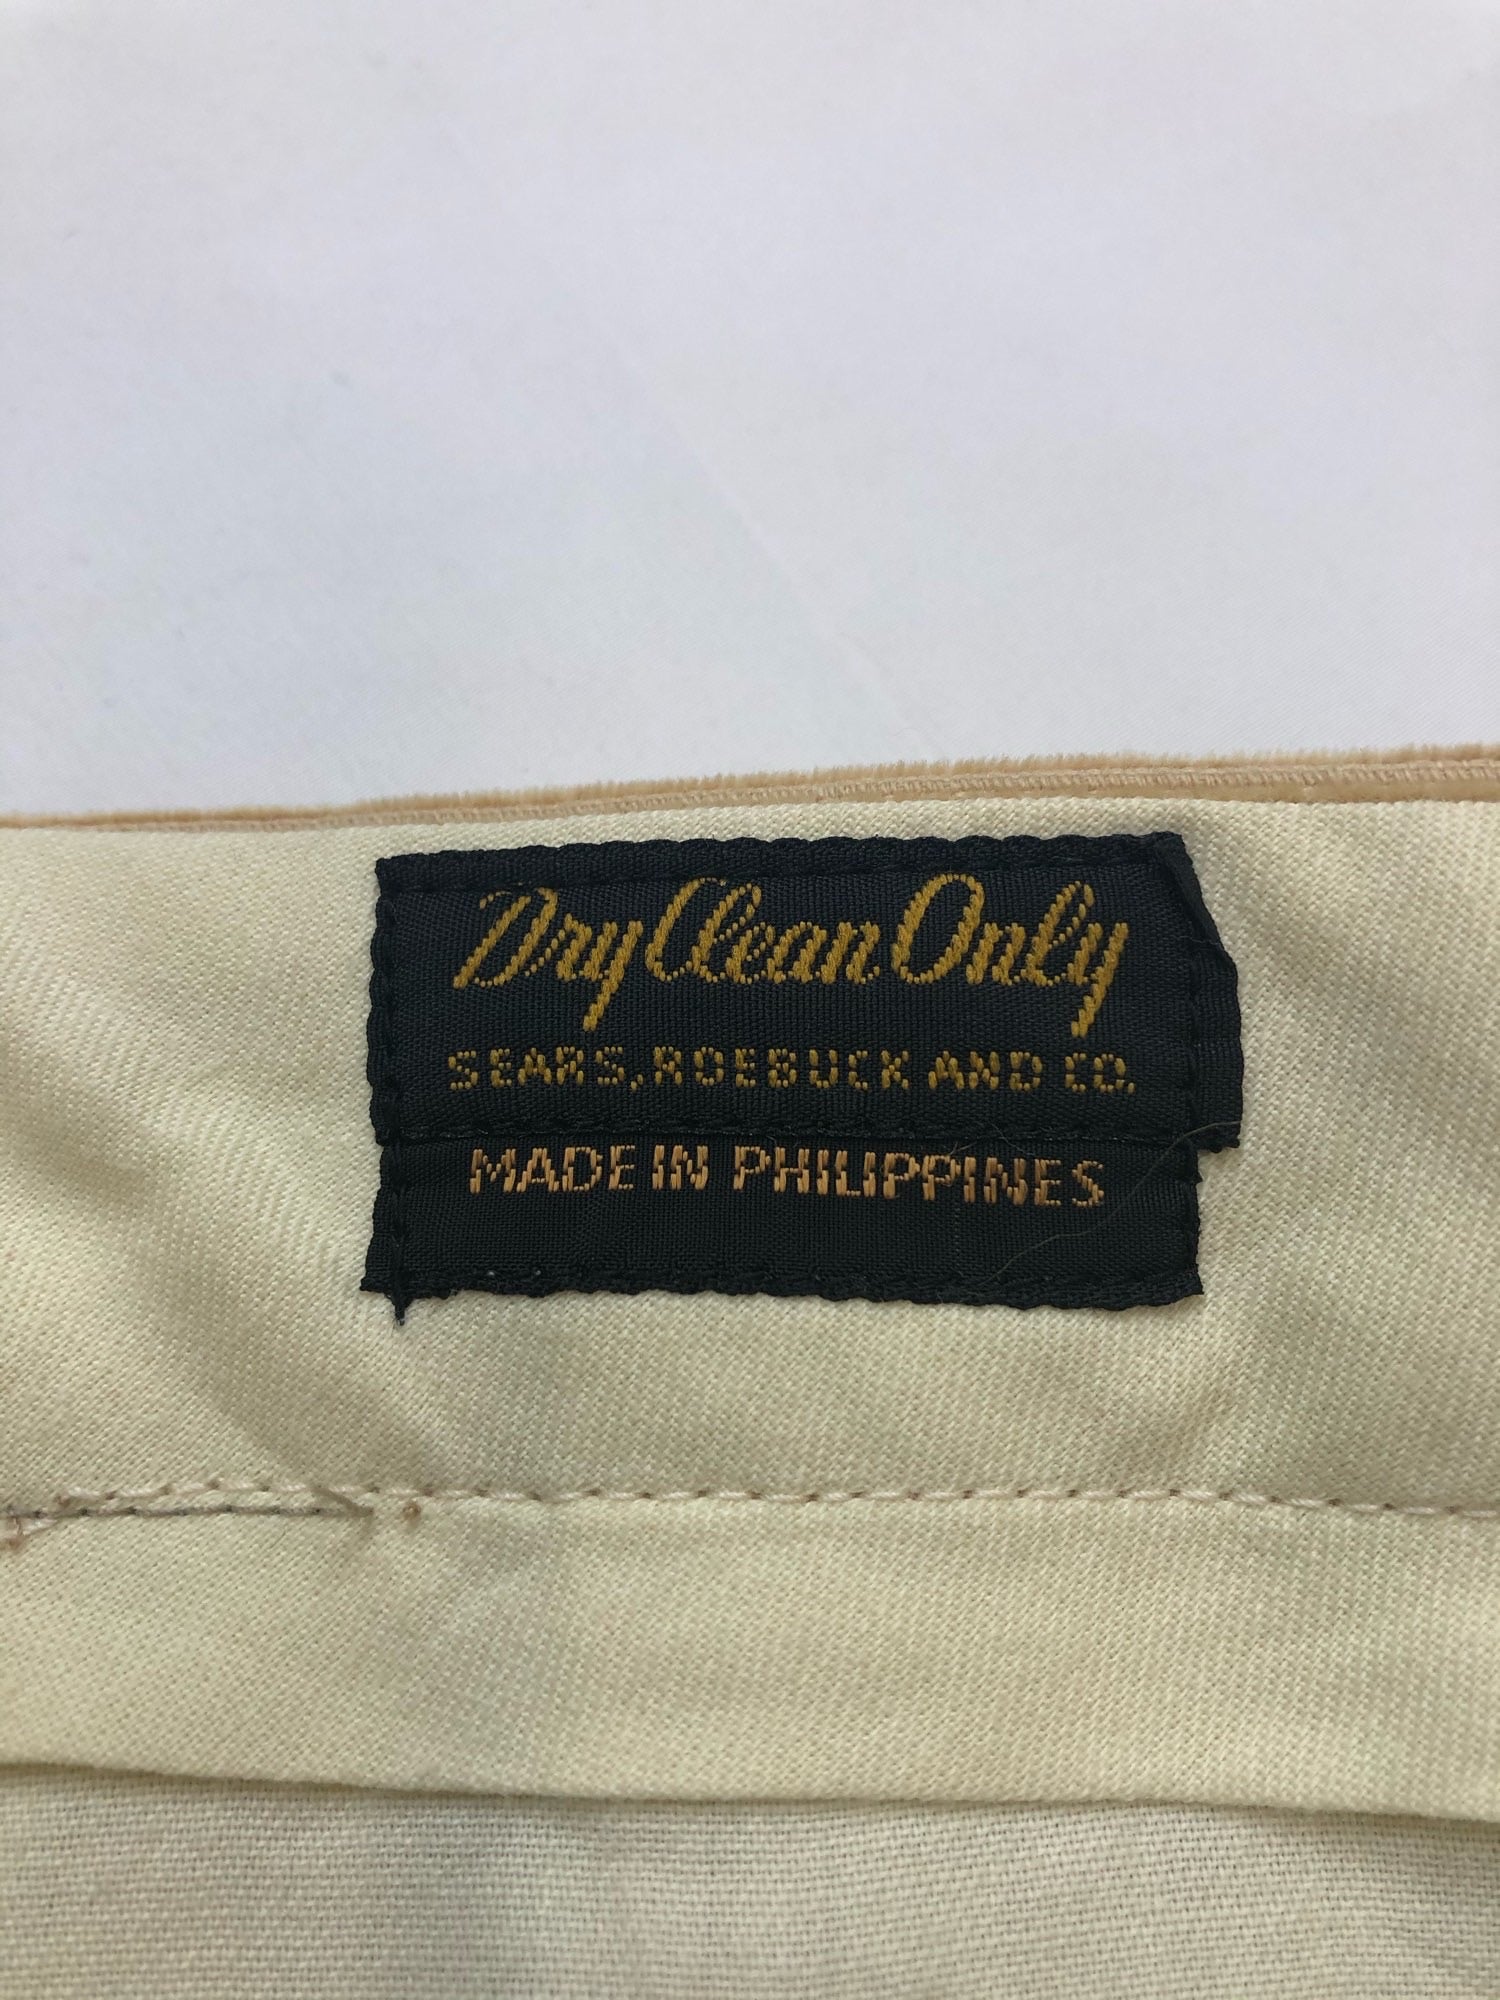 Dry Clean Only
SEARS, ROEBUCK AND CO.
MADE IN PHILIPPINES